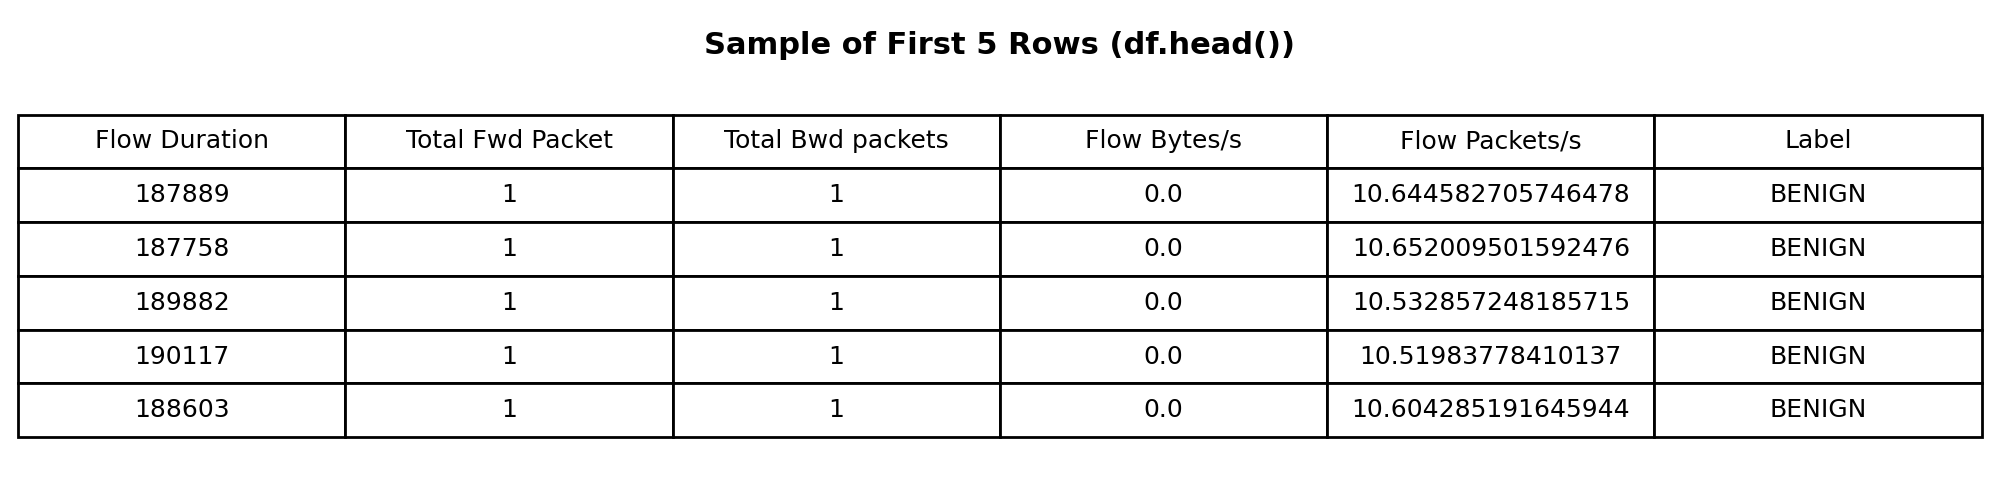 Sample of First 5 Rows (df.head())
Flow Duration Total Fwd Packet Total Bwd packets Flow Bytes/s Flow Packets/s Label
187889 1 1 0.0 10.644582705746478 BENIGN
187758 1 1 0.0 10.652009501592476 BENIGN
189882 1 1 0.0 10.532857248185715 BENIGN
190117 1 1 0.0 10.51983778410137 BENIGN
188603 1 1 0.0 10.604285191645944 BENIGN